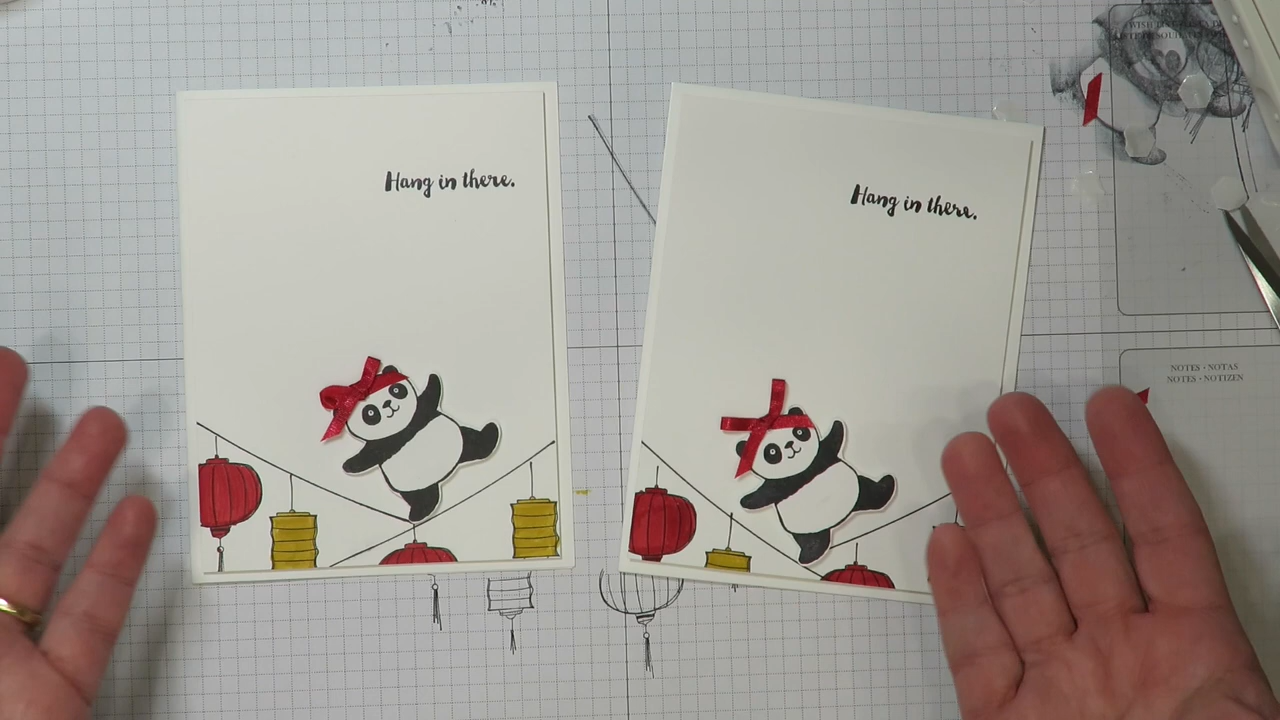 Hang in there.
Hang in there.
NOTES • NOTAS
NOTES • NOTIZEN